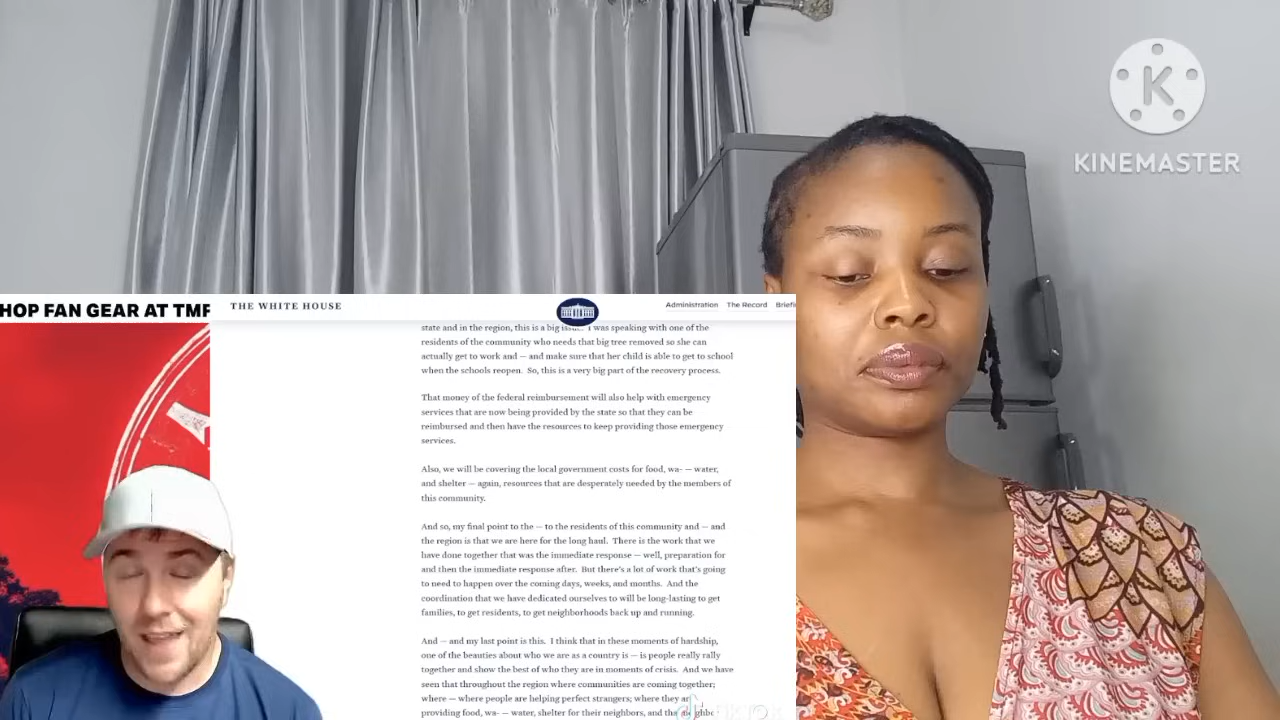 K
KINEMASTER
HOP FAN GEAR AT TMF
THE WHITE HOUSE
Administration The Record Briefi
state and in the region, this is a big issue. I was speaking with one of the
residents of the community who needs that big tree removed so she can
actually get to work and — and make sure that her child is able to get to school
when the schools reopen. So, this is a very big part of the recovery process.
That money of the federal reimbursement will also help with emergency
services that are now being provided by the state so that they can be
reimbursed and then have the resources to keep providing those emergency
services.
Also, we will be covering the local government costs for food, wa- — water,
and shelter — again, resources that are desperately needed by the members of
this community.
And so, my final point to the — to the residents of this community and — and
the region is that we are here for the long haul. There is the work that we
have done together that was the immediate response — well, preparation for
and then the immediate response after. But there's a lot of work that's going
to need to happen over the coming days, weeks, and months. And the
coordination that we have dedicated ourselves to will be long-lasting to get
families, to get residents, to get neighborhoods back up and running.
And — and my last point is this. I think that in these moments of hardship,
one of the beauties about who we are as a country is — is people really rally
together and show the best of who they are in moments of crisis. And we have
seen that throughout the region where communities are coming together;
where — where people are helping perfect strangers; where they ar
providing food, wa- — water, shelter for their neighbors, and tha neighbo
TikTok